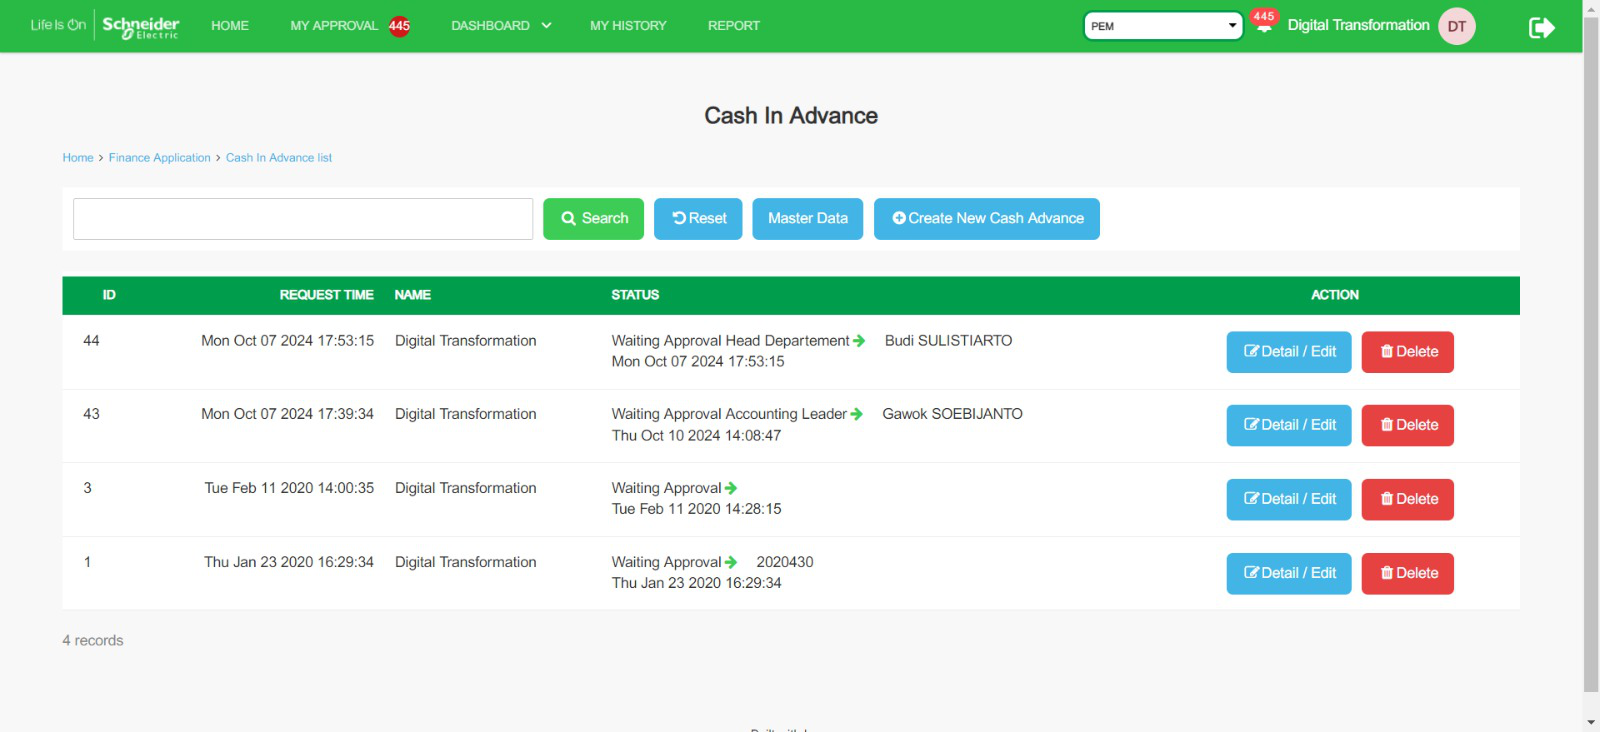 Life Is On Schneider Electric HOME MY APPROVAL 445 DASHBOARD MY HISTORY REPORT PEM 445 Digital Transformation DT
Cash In Advance
Home > Finance Application > Cash In Advance list
Search Reset Master Data Create New Cash Advance
ID REQUEST TIME NAME STATUS ACTION
44 Mon Oct 07 2024 17:53:15 Digital Transformation Waiting Approval Head Departement Budi SULISTIARTO Detail / Edit Delete
Mon Oct 07 2024 17:53:15
43 Mon Oct 07 2024 17:39:34 Digital Transformation Waiting Approval Accounting Leader Gawok SOEBIJANTO Detail / Edit Delete
Thu Oct 10 2024 14:08:47
3 Tue Feb 11 2020 14:00:35 Digital Transformation Waiting Approval Detail / Edit Delete
Tue Feb 11 2020 14:28:15
1 Thu Jan 23 2020 16:29:34 Digital Transformation Waiting Approval 2020430 Detail / Edit Delete
Thu Jan 23 2020 16:29:34
4 records